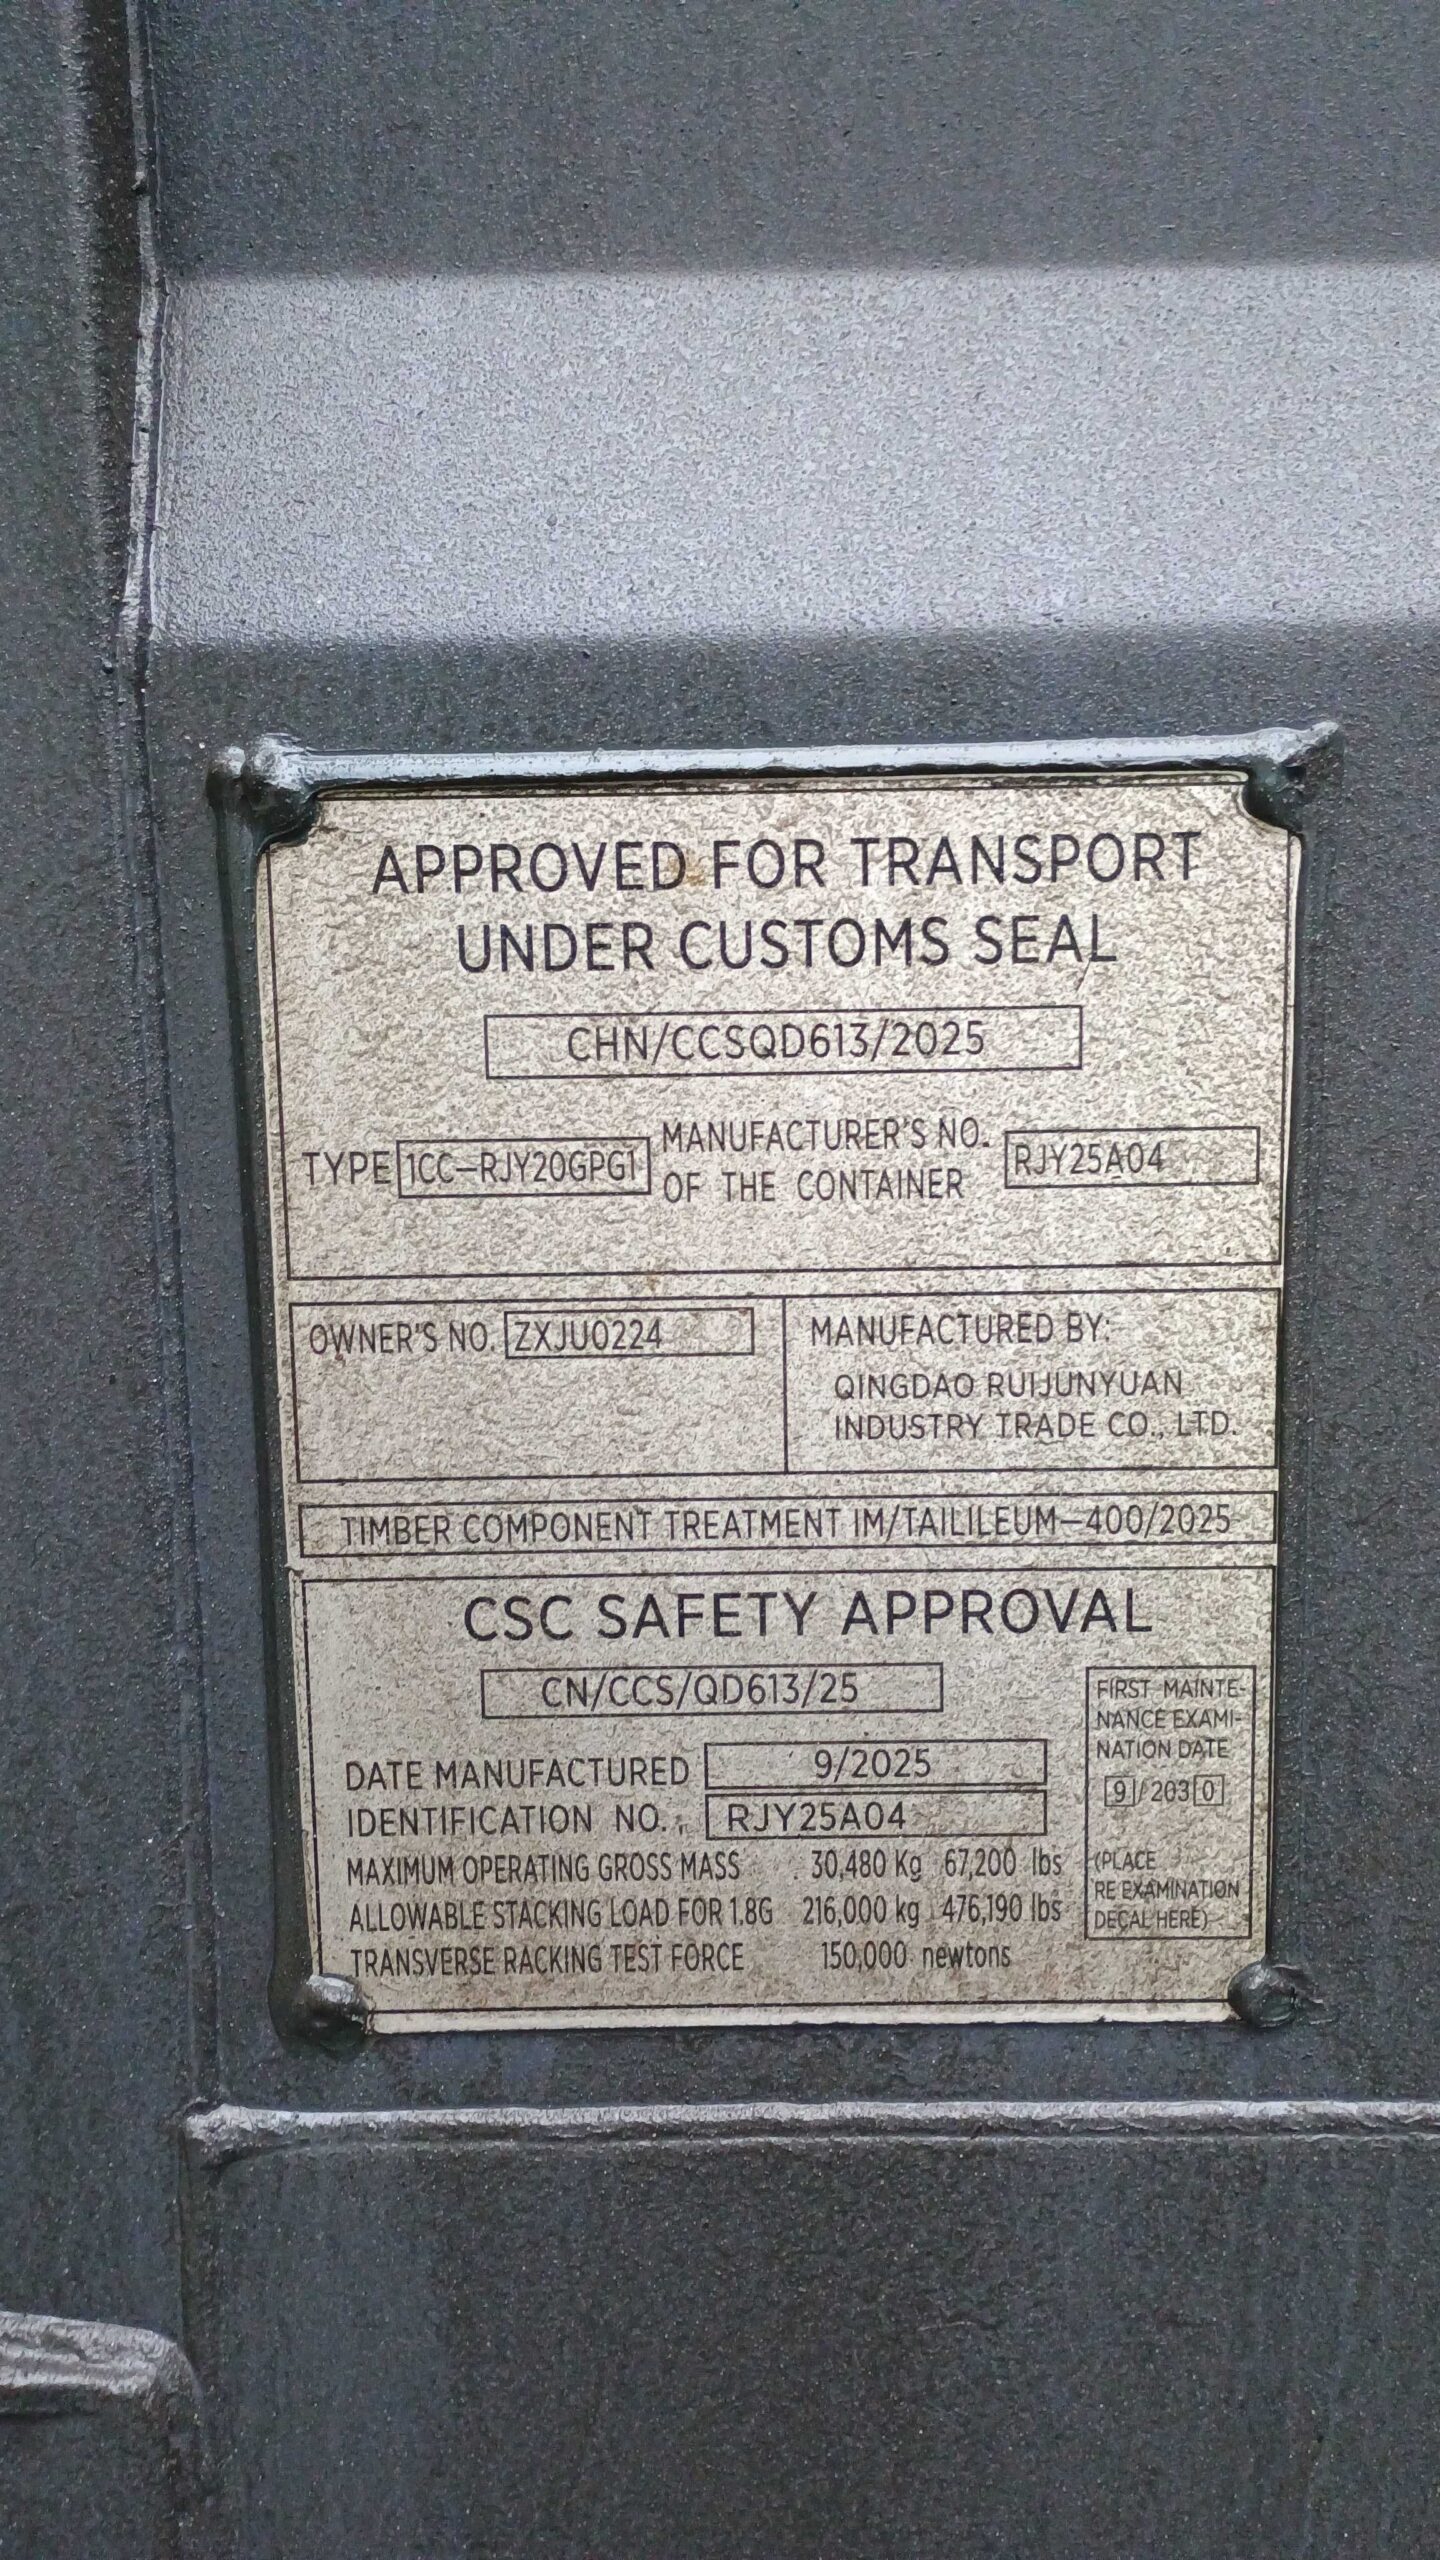 APPROVED FOR TRANSPORT
UNDER CUSTOMS SEAL
CHN/CCSQD613/2025
TYPE 1CC-RJY20GPG1 MANUFACTURER'S NO. OF THE CONTAINER RJY25A04
OWNER'S NO. ZXJU0224
MANUFACTURED BY:
QINGDAO RUIJUNYUAN
INDUSTRY TRADE CO., LTD.
TIMBER COMPONENT TREATMENT IM/TAILILEUM-400/2025
CSC SAFETY APPROVAL
CN/CCS/QD613/25
DATE MANUFACTURED 9/2025
IDENTIFICATION NO. RJY25A04
MAXIMUM OPERATING GROSS MASS 30,480 Kg 67,200 lbs
ALLOWABLE STACKING LOAD FOR 1.8G 216,000 kg 476,190 lbs
TRANSVERSE RACKING TEST FORCE 150,000 newtons
FIRST MAINTE-
NANCE EXAMI-
NATION DATE
9/2030
(PLACE
RE EXAMINATION
DECAL HERE)